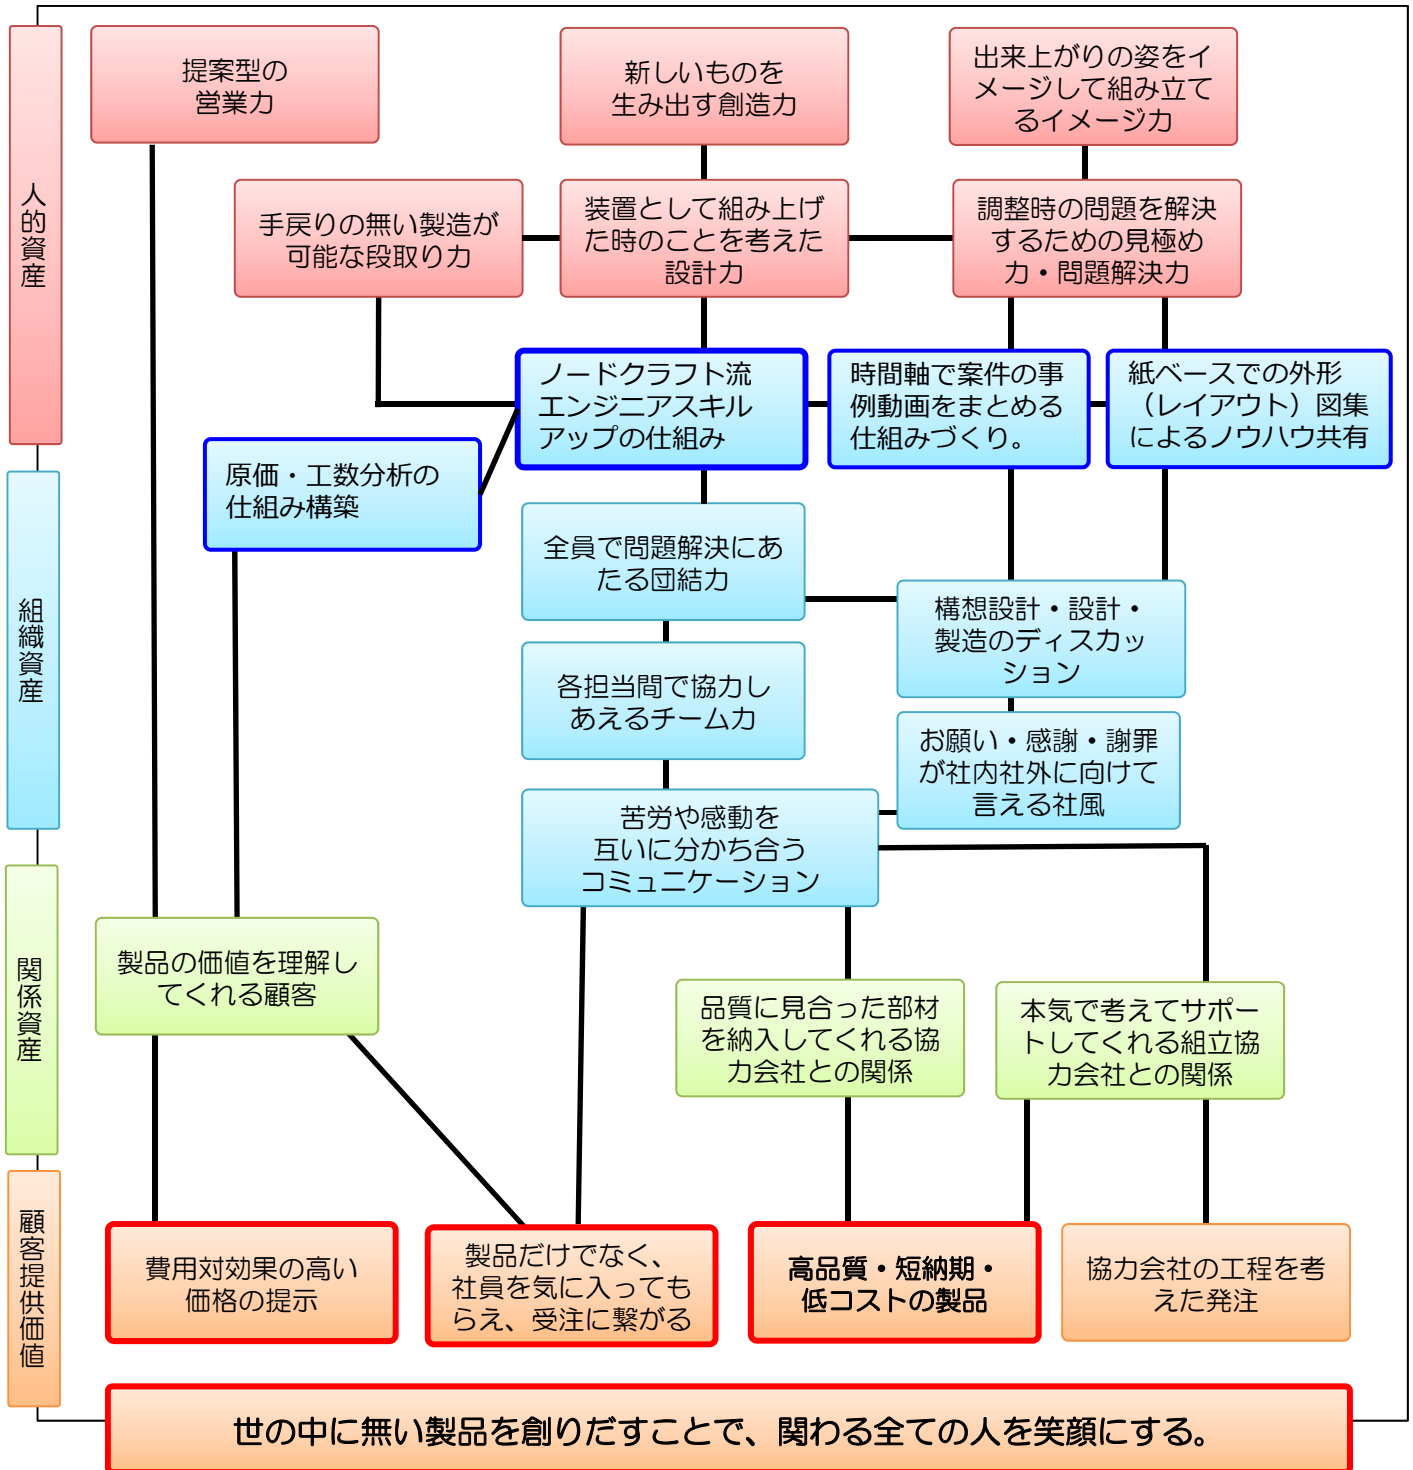 人的資産
提案型の
営業力
新しいものを
生み出す創造力
出来上がりの姿をイ
メージして組み立て
るイメージ力
手戻りの無い製造が
可能な段取り力
装置として組み上げ
た時のことを考えた
設計力
調整時の問題を解決
するための見極め
力・問題解決力
ノードクラフト流
エンジニアスキル
アップの仕組み
時間軸で案件の事
例動画をまとめる
仕組みづくり。
紙ベースでの外形
（レイアウト）図集
によるノウハウ共有
原価・工数分析の
仕組み構築
組織資産
全員で問題解決にあ
たる団結力
構想設計・設計・
製造のディスカッ
ション
各担当間で協力し
あえるチーム力
お願い・感謝・謝罪
が社内社外に向けて
言える社風
苦労や感動を
互いに分かち合う
コミュニケーション
関係資産
製品の価値を理解し
てくれる顧客
品質に見合った部材
を納入してくれる協
力会社との関係
本気で考えてサポー
トしてくれる組立協
力会社との関係
顧客提供価値
費用対効果の高い
価格の提示
製品だけでなく、
社員を気に入っても
らえ、受注に繋がる
高品質・短納期・
低コストの製品
協力会社の工程を考
えた発注
世の中に無い製品を創りだすことで、関わる全ての人を笑顔にする。